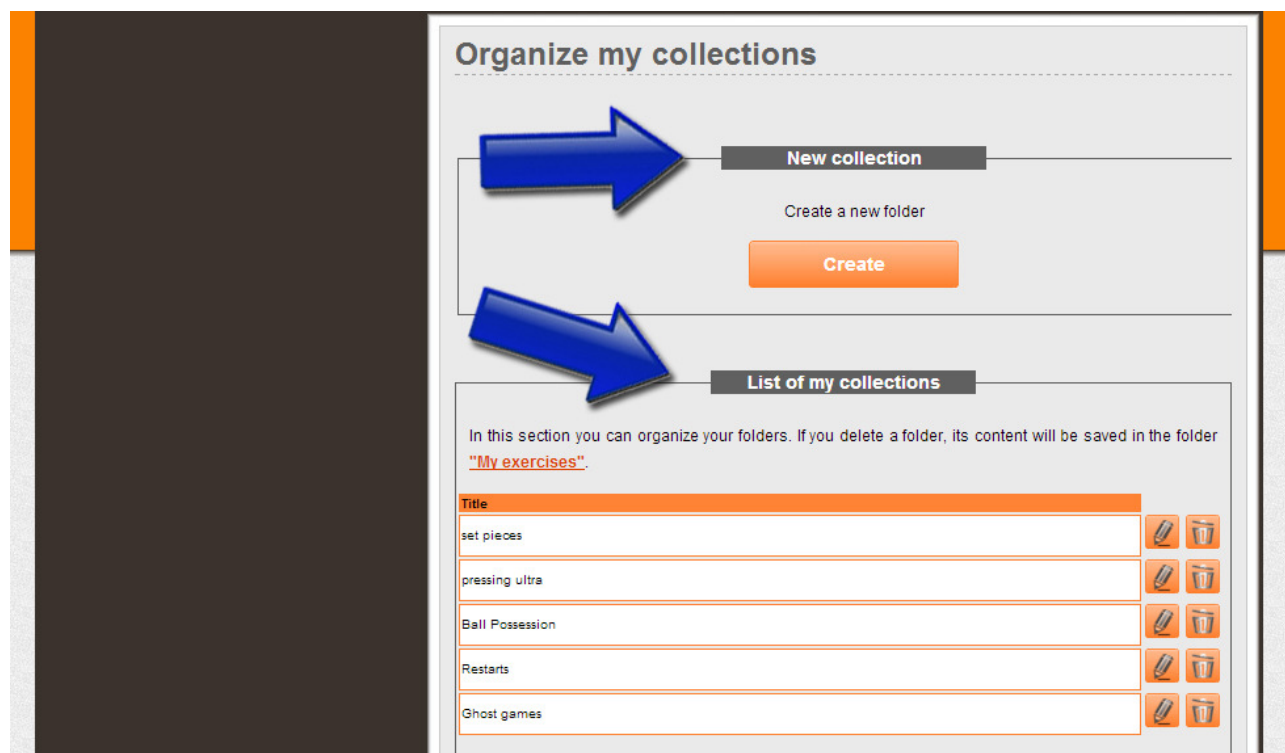 Organize my collections
New collection
Create a new folder
Create
List of my collections
In this section you can organize your folders. If you delete a folder, its content will be saved in the folder
"My exercises".
Title
set pieces
pressing ultra
Ball Possession
Restarts
Ghost games